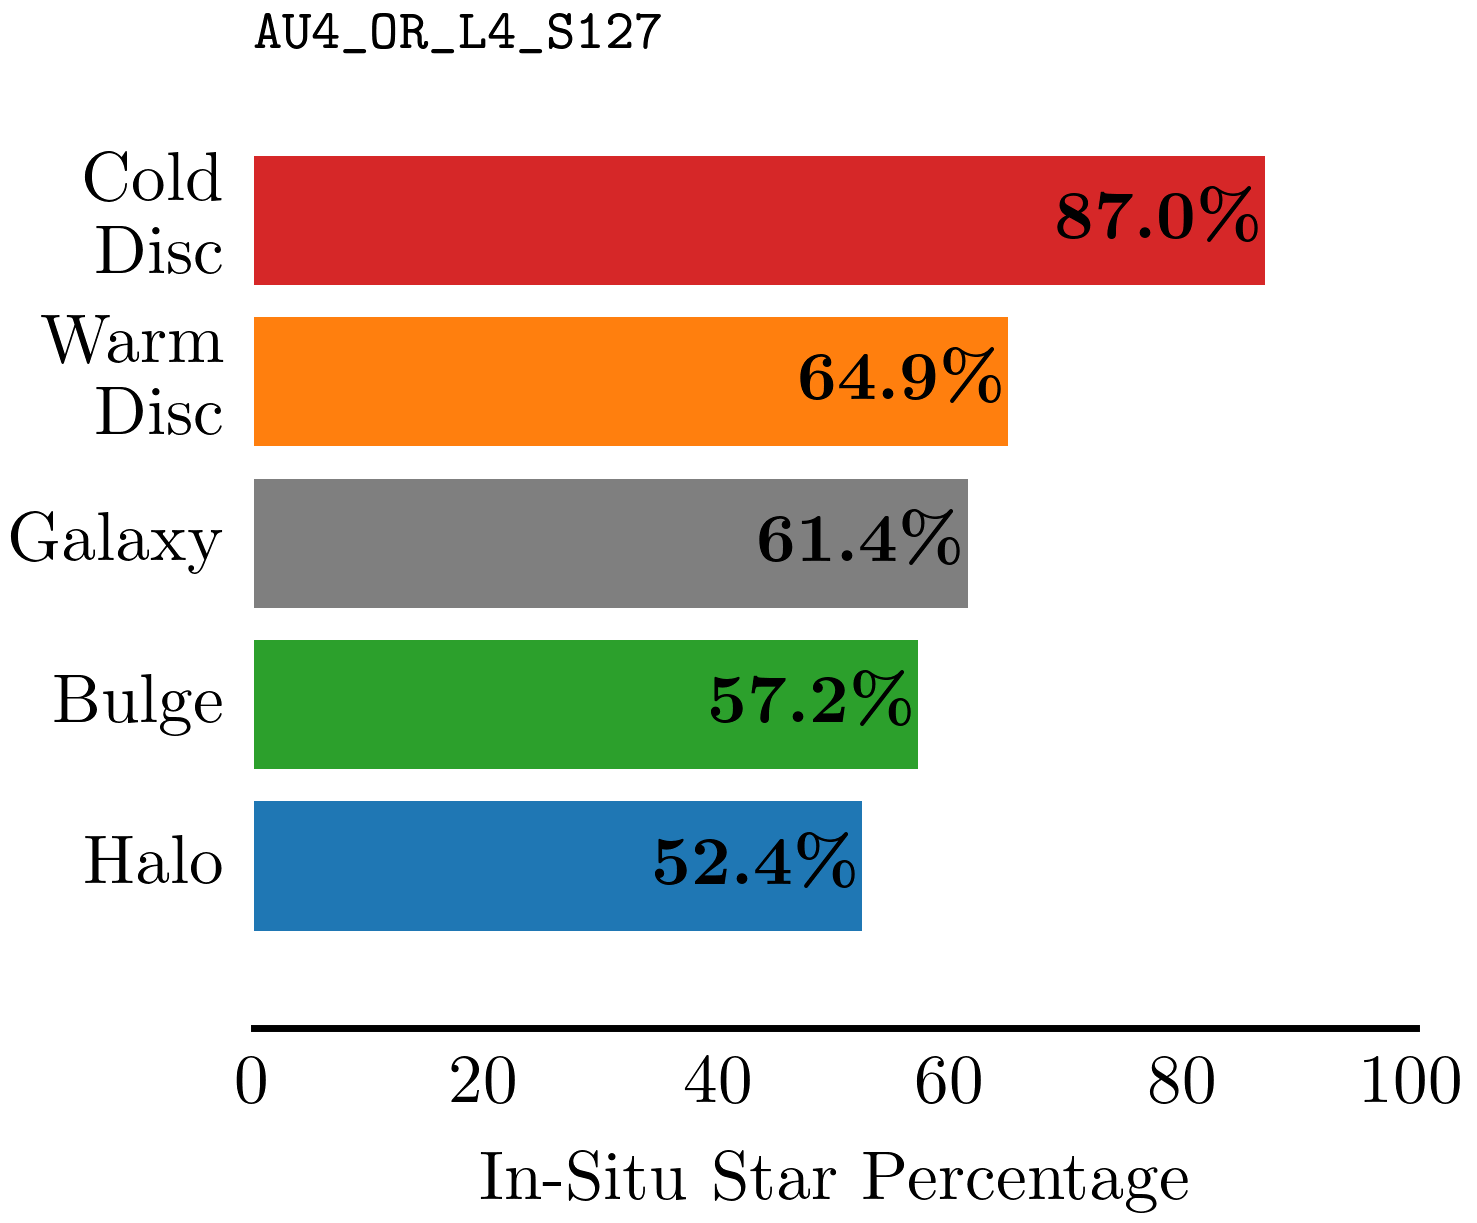 AU4_OR_L4_S127
Cold
Disc
87.0%
Warm
Disc
64.9%
Galaxy
61.4%
Bulge
57.2%
Halo
52.4%
0 20 40 60 80 100
In-Situ Star Percentage